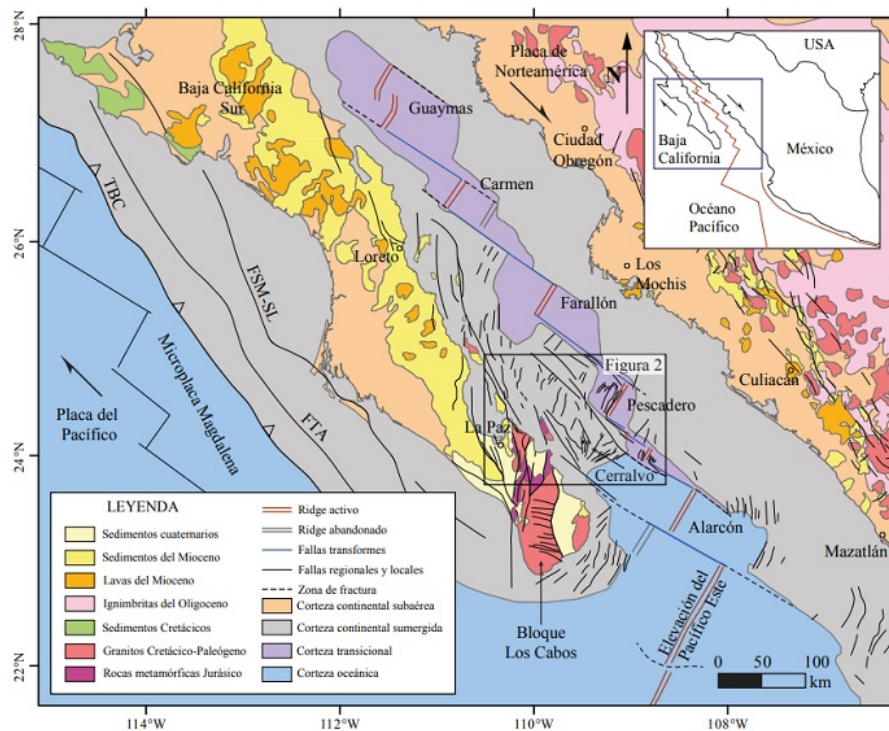 28°N
26°N
24°N
22°N
114°W
112°W
110°W
108°W
Baja California
Sur
Guaymas
Placa de
Norteamérica
N
Ciudad
Obregón
USA
Baja
California
México
Océano
Pacífico
TBC
FSM-SL
Carmen
Loreto
Los
Mochis
Farallón
Microplaca Magdalena
Placa del
Pacífico
FTA
Figura 2
Culiacán
Pescadero
La Paz
Cerralvo
Alarcón
Mazatlán
Elevación del
Pacífico Este
Bloque
Los Cabos
0 50 100
km
LEYENDA
Sedimentos cuaternarios
Sedimentos del Mioceno
Lavas del Mioceno
Ignimbritas del Oligoceno
Sedimentos Cretácicos
Granitos Cretácico-Paleógeno
Rocas metamórficas Jurásico
Ridge activo
Ridge abandonado
Fallas transformes
Fallas regionales y locales
Zona de fractura
Corteza continental subaérea
Corteza continental sumergida
Corteza transicional
Corteza oceánica